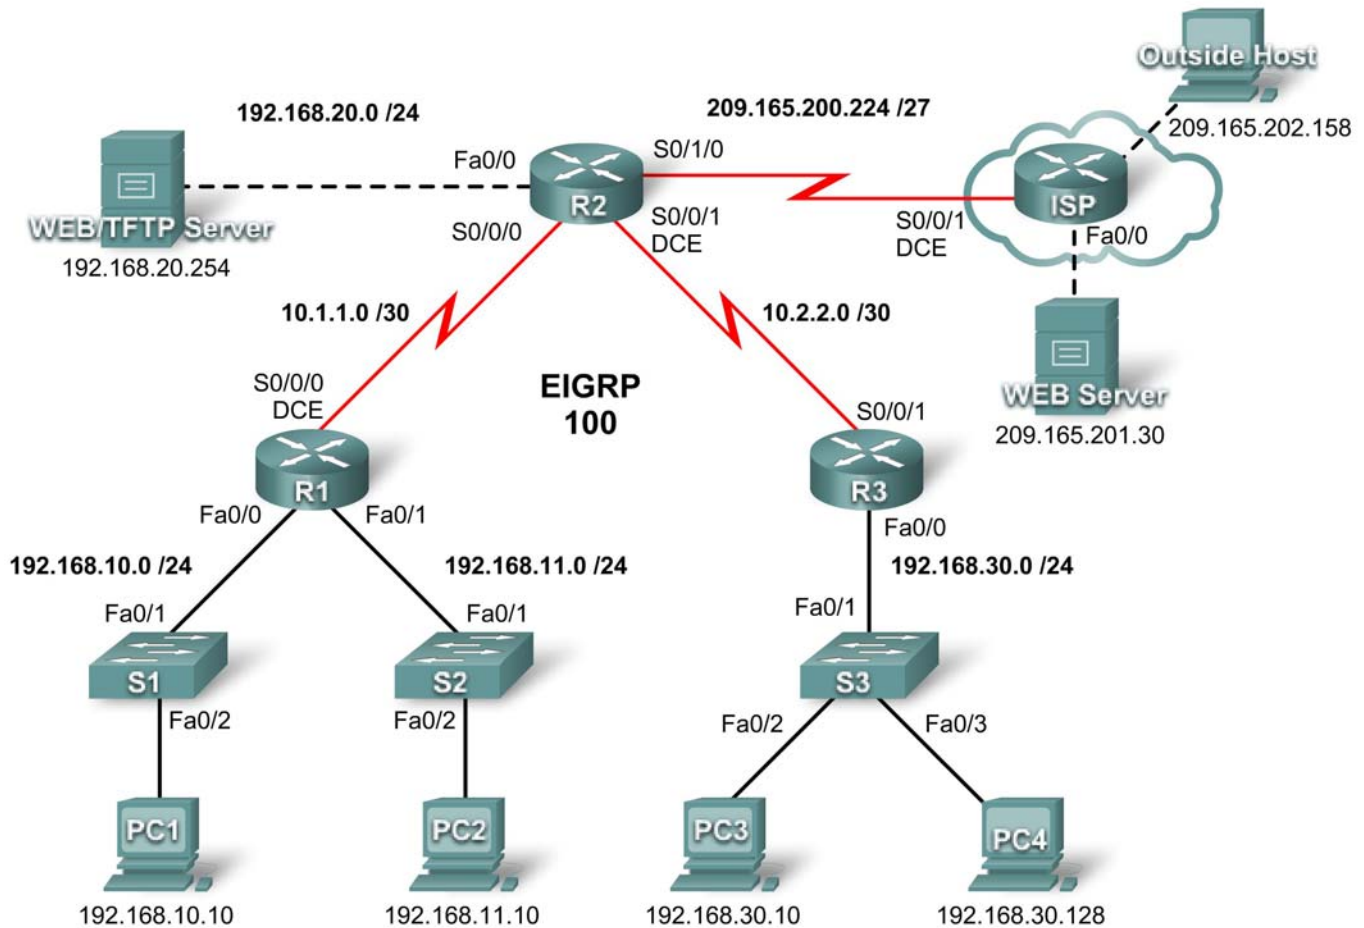 Outside Host
209.165.202.158
192.168.20.0 /24
209.165.200.224 /27
Fa0/0
S0/1/0
R2
ISP
WEB/TFTP Server
192.168.20.254
S0/0/0
S0/0/1
DCE
S0/0/1
DCE
Fa0/0
10.1.1.0 /30
10.2.2.0 /30
WEB Server
209.165.201.30
EIGRP
100
S0/0/0
DCE
S0/0/1
R1
R3
Fa0/0
Fa0/1
Fa0/0
192.168.10.0 /24
192.168.11.0 /24
192.168.30.0 /24
Fa0/1
Fa0/1
Fa0/1
S1
S2
S3
Fa0/2
Fa0/2
Fa0/2
Fa0/3
PC1
PC2
PC3
PC4
192.168.10.10
192.168.11.10
192.168.30.10
192.168.30.128